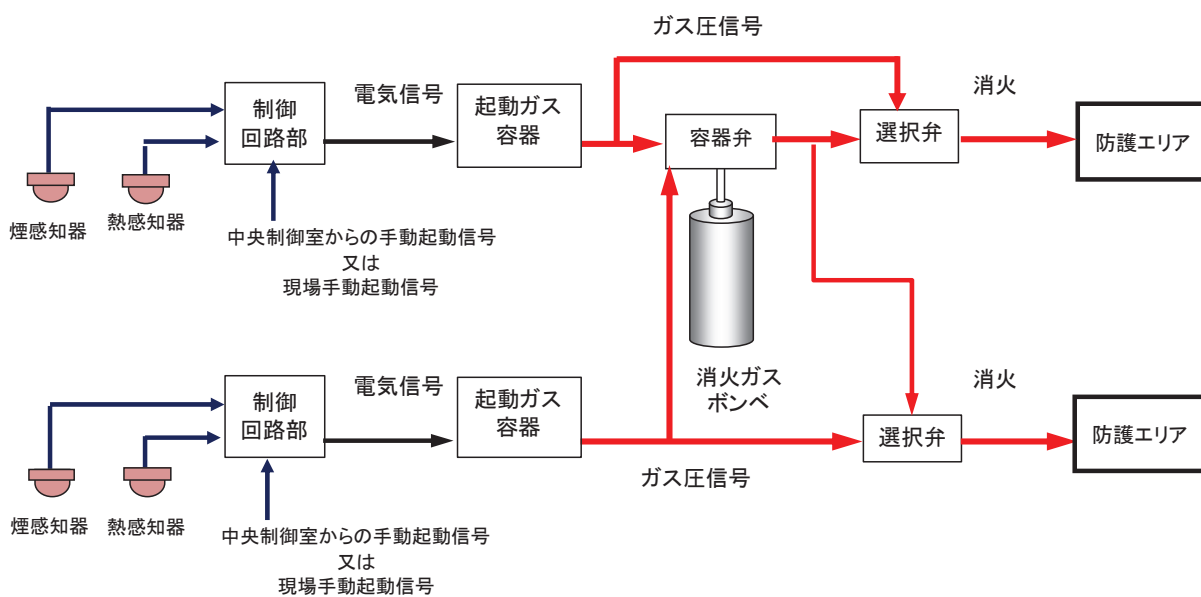 ガス圧信号
電気信号
消火
制御
回路部
起動ガス
容器
容器弁
選択弁
防護エリア
煙感知器
熱感知器
中央制御室からの手動起動信号
又は
現場手動起動信号
消火ガス
ボンベ
電気信号
消火
制御
回路部
起動ガス
容器
選択弁
防護エリア
ガス圧信号
煙感知器
熱感知器
中央制御室からの手動起動信号
又は
現場手動起動信号